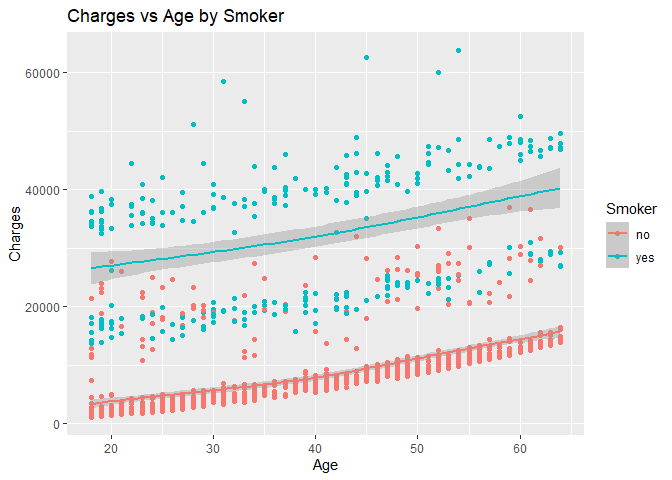 Charges vs Age by Smoker
60000
40000
20000
0
Charges
20 30 40 50 60
Age
Smoker
no
yes